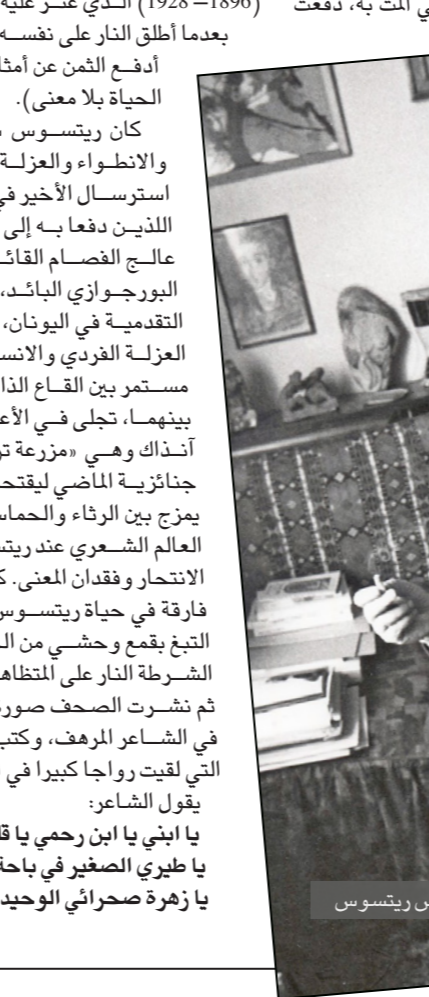 ي ألمت به، دفعت
(1896 – 1928) الذي عثر عليه
بعدما أطلق النار على نفسه
أدفع الثمن عن أمثا
الحياة بلا معنى).
كان ريتسوس
والانطواء والعزلة
استرسال الأخير في
اللذين دفعا به إلى
عالج الفصام القائ
البورجوازي البائد،
التقدمية في اليونان،
العزلة الفردي والانس
مستمر بين القاع الذا
بينهما، تجلى في الأع
آنذاك وهي «مزرعة تر
جنائزية الماضي ليقتحم
يمزج بين الرثاء والحماس
العالم الشعري عند ريتس
الانتحار وفقدان المعنى. ك
فارقة في حياة ريتسوس
التبغ بقمع وحشي من ال
الشرطة النار على المتظاه
ثم نشرت الصحف صورة
في الشاعر المرهف، وكتب
التي لقيت رواجا كبيرا في
يقول الشاعر:
يا ابني يا ابن رحمي يا قل
يا طيري الصغير في باحة
يا زهرة صحرائي الوحيد
س ريتسوس